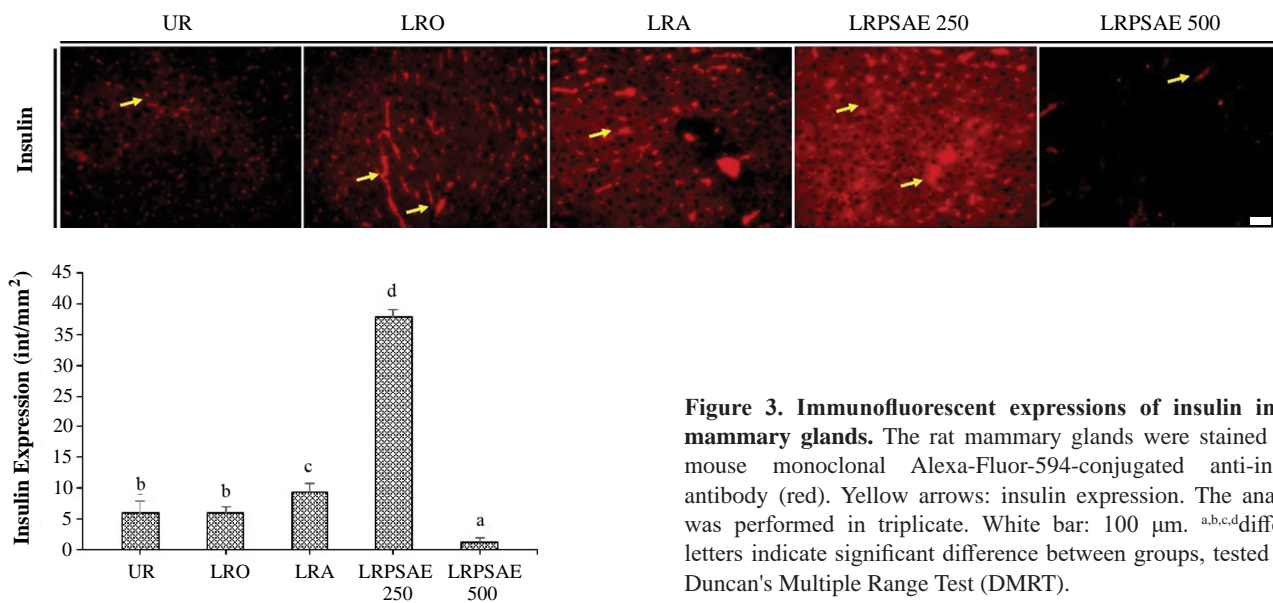 UR LRO LRA LRPSAE 250 LRPSAE 500
Insulin
Insulin Expression (int/mm²)
45
40
35
30
25
20
15
10
5
0
b b c d a
UR LRO LRA LRPSAE 250 LRPSAE 500
Figure 3. Immunofluorescent expressions of insulin in
mammary glands. The rat mammary glands were stained
mouse monoclonal Alexa-Fluor-594-conjugated anti-in
antibody (red). Yellow arrows: insulin expression. The ana
was performed in triplicate. White bar: 100 μm. a,b,c,ddiffe
letters indicate significant difference between groups, tested
Duncan's Multiple Range Test (DMRT).